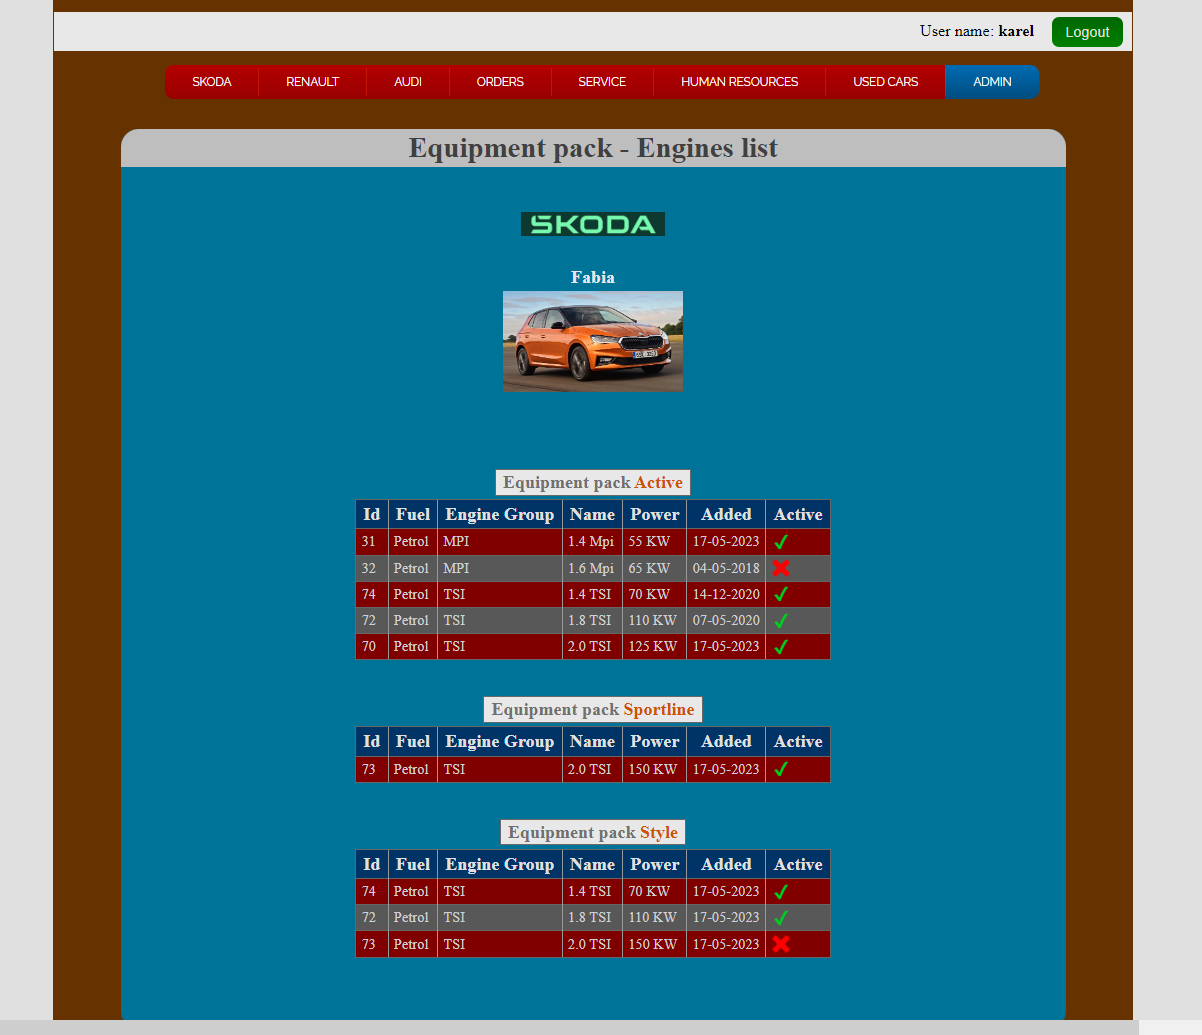 User name: karel Logout
SKODA RENAULT AUDI ORDERS SERVICE HUMAN RESOURCES USED CARS ADMIN
Equipment pack - Engines list
SKODA
Fabia
Equipment pack Active
Id Fuel Engine Group Name Power Added Active
31 Petrol MPI 1.4 Mpi 55 KW 17-05-2023
32 Petrol MPI 1.6 Mpi 65 KW 04-05-2018
74 Petrol TSI 1.4 TSI 70 KW 14-12-2020
72 Petrol TSI 1.8 TSI 110 KW 07-05-2020
70 Petrol TSI 2.0 TSI 125 KW 17-05-2023
Equipment pack Sportline
Id Fuel Engine Group Name Power Added Active
73 Petrol TSI 2.0 TSI 150 KW 17-05-2023
Equipment pack Style
Id Fuel Engine Group Name Power Added Active
74 Petrol TSI 1.4 TSI 70 KW 17-05-2023
72 Petrol TSI 1.8 TSI 110 KW 17-05-2023
73 Petrol TSI 2.0 TSI 150 KW 17-05-2023